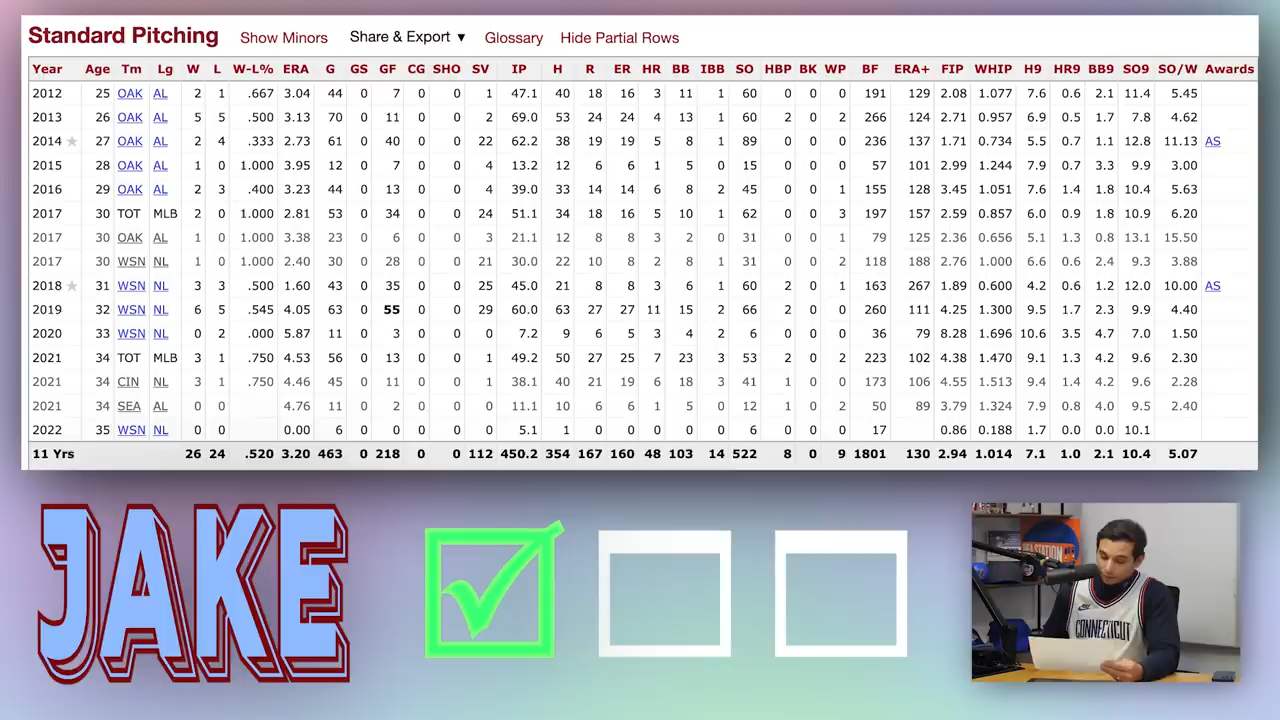 Standard Pitching Show Minors Share & Export ▼ Glossary Hide Partial Rows
Year Age Tm Lg W L W-L% ERA G GS GF CG SHO SV IP H R ER HR BB IBB SO HBP BK WP BF ERA+ FIP WHIP H9 HR9 BB9 SO9 SO/W Awards
2012 25 OAK AL 2 1 .667 3.04 44 0 7 0 0 1 47.1 40 18 16 3 11 1 60 0 0 0 191 129 2.08 1.077 7.6 0.6 2.1 11.4 5.45
2013 26 OAK AL 5 5 .500 3.13 70 0 11 0 0 2 69.0 53 24 24 4 13 1 60 2 0 2 266 124 2.71 0.957 6.9 0.5 1.7 7.8 4.62
2014 ★ 27 OAK AL 2 4 .333 2.73 61 0 40 0 0 22 62.2 38 19 19 5 8 1 89 0 0 2 236 137 1.71 0.734 5.5 0.7 1.1 12.8 11.13 AS
2015 28 OAK AL 1 0 1.000 3.95 12 0 7 0 0 4 13.2 12 6 6 1 5 0 15 0 0 0 57 101 2.99 1.244 7.9 0.7 3.3 9.9 3.00
2016 29 OAK AL 2 3 .400 3.23 44 0 13 0 0 4 39.0 33 14 14 6 8 2 45 0 0 1 155 128 3.45 1.051 7.6 1.4 1.8 10.4 5.63
2017 30 TOT MLB 2 0 1.000 2.81 53 0 34 0 0 24 51.1 34 18 16 5 10 1 62 0 0 3 197 157 2.59 0.857 6.0 0.9 1.8 10.9 6.20
2017 30 OAK AL 1 0 1.000 3.38 23 0 6 0 0 3 21.1 12 8 8 3 2 0 31 0 0 1 79 125 2.36 0.656 5.1 1.3 0.8 13.1 15.50
2017 30 WSN NL 1 0 1.000 2.40 30 0 28 0 0 21 30.0 22 10 8 2 8 1 31 0 0 2 118 188 2.76 1.000 6.6 0.6 2.4 9.3 3.88
2018 ★ 31 WSN NL 3 3 .500 1.60 43 0 35 0 0 25 45.0 21 8 8 3 6 1 60 2 0 1 163 267 1.89 0.600 4.2 0.6 1.2 12.0 10.00 AS
2019 32 WSN NL 6 5 .545 4.05 63 0 55 0 0 29 60.0 63 27 27 11 15 2 66 2 0 0 260 111 4.25 1.300 9.5 1.7 2.3 9.9 4.40
2020 33 WSN NL 0 2 .000 5.87 11 0 3 0 0 0 7.2 9 6 5 3 4 2 6 0 0 0 36 79 8.28 1.696 10.6 3.5 4.7 7.0 1.50
2021 34 TOT MLB 3 1 .750 4.53 56 0 13 0 0 1 49.2 50 27 25 7 23 3 53 2 0 2 223 102 4.38 1.470 9.1 1.3 4.2 9.6 2.30
2021 34 CIN NL 3 1 .750 4.46 45 0 11 0 0 1 38.1 40 21 19 6 18 3 41 1 0 0 173 106 4.55 1.513 9.4 1.4 4.2 9.6 2.28
2021 34 SEA AL 0 0 4.76 11 0 2 0 0 0 11.1 10 6 6 1 5 0 12 1 0 2 50 89 3.79 1.324 7.9 0.8 4.0 9.5 2.40
2022 35 WSN NL 0 0 0.00 6 0 0 0 0 0 5.1 1 0 0 0 0 0 6 0 0 0 17 0.86 0.188 1.7 0.0 0.0 10.1
11 Yrs 26 24 .520 3.20 463 0 218 0 0 112 450.2 354 167 160 48 103 14 522 8 0 9 1801 130 2.94 1.014 7.1 1.0 2.1 10.4 5.07
JAKE
CONNECTICUT